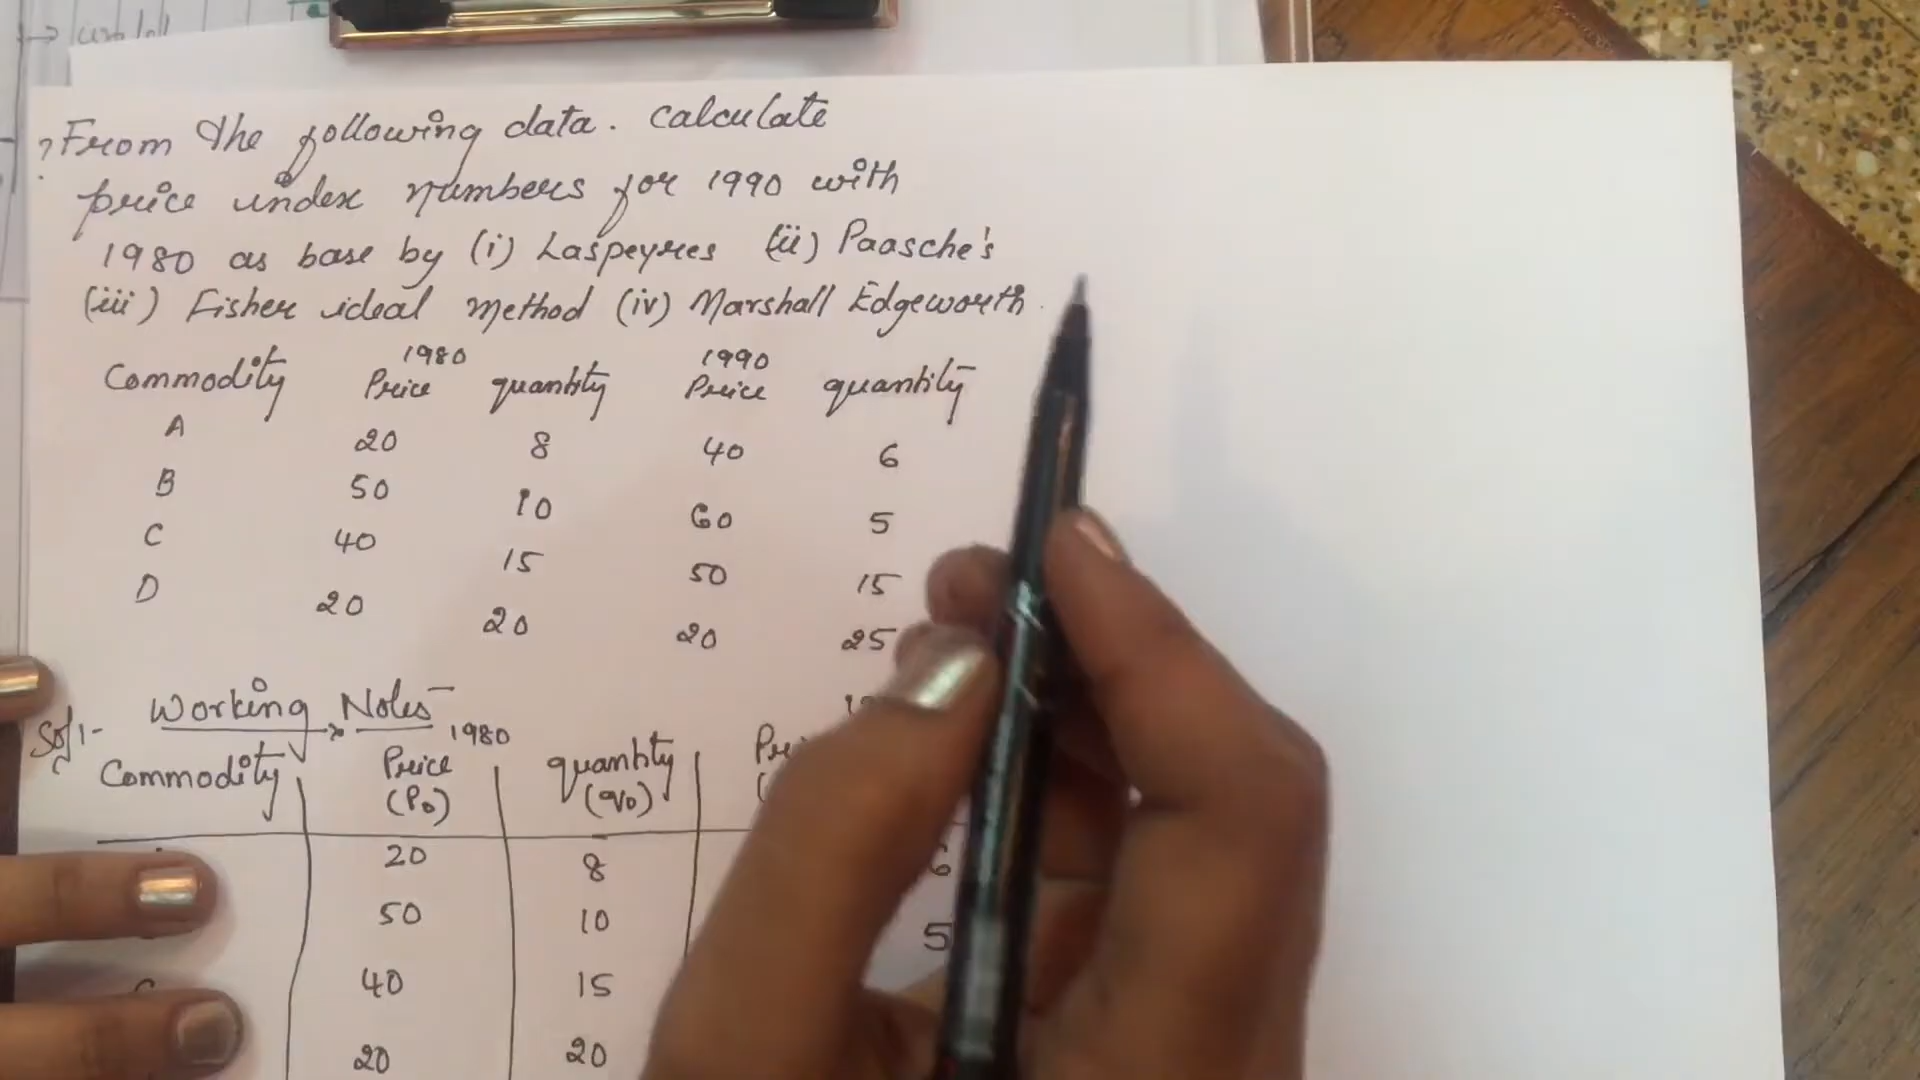 ? From the following data. Calculate
price index numbers for 1990 with
1980 as base by (i) Laspeyres (ii) Paasche's
(iii) Fisher ideal method (iv) Marshall Edgeworth.
1980 1990
Commodity Price quantity Price quantity
A 20 8 40 6
B 50 10 60 5
C 40 15 50 15
D 20 20 20 25
Sol:- Working Notes
1980
Commodity Price quantity
(P0) (q0)
20 8 6
50 10 5
40 15
20 20